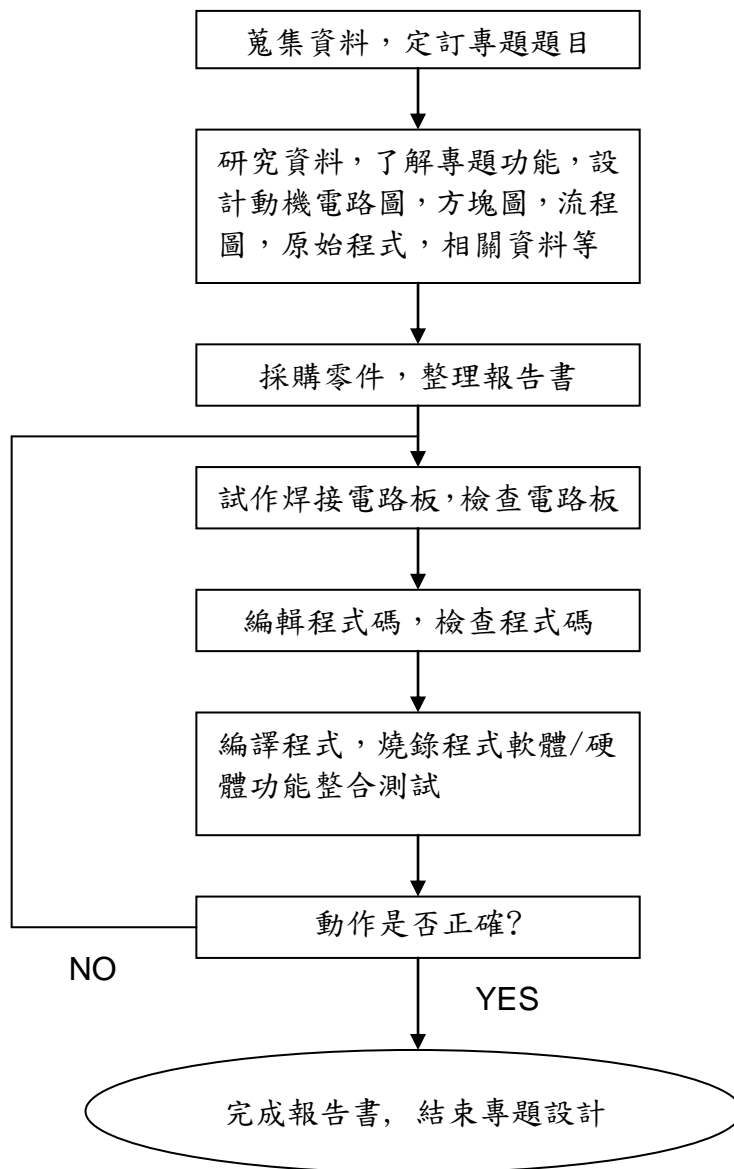 蒐集資料，定訂專題題目
研究資料，了解專題功能，設
計動機電路圖，方塊圖，流程
圖，原始程式，相關資料等
採購零件，整理報告書
試作焊接電路板，檢查電路板
編輯程式碼，檢查程式碼
編譯程式，燒錄程式軟體/硬
體功能整合測試
動作是否正確?
NO
YES
完成報告書, 結束專題設計